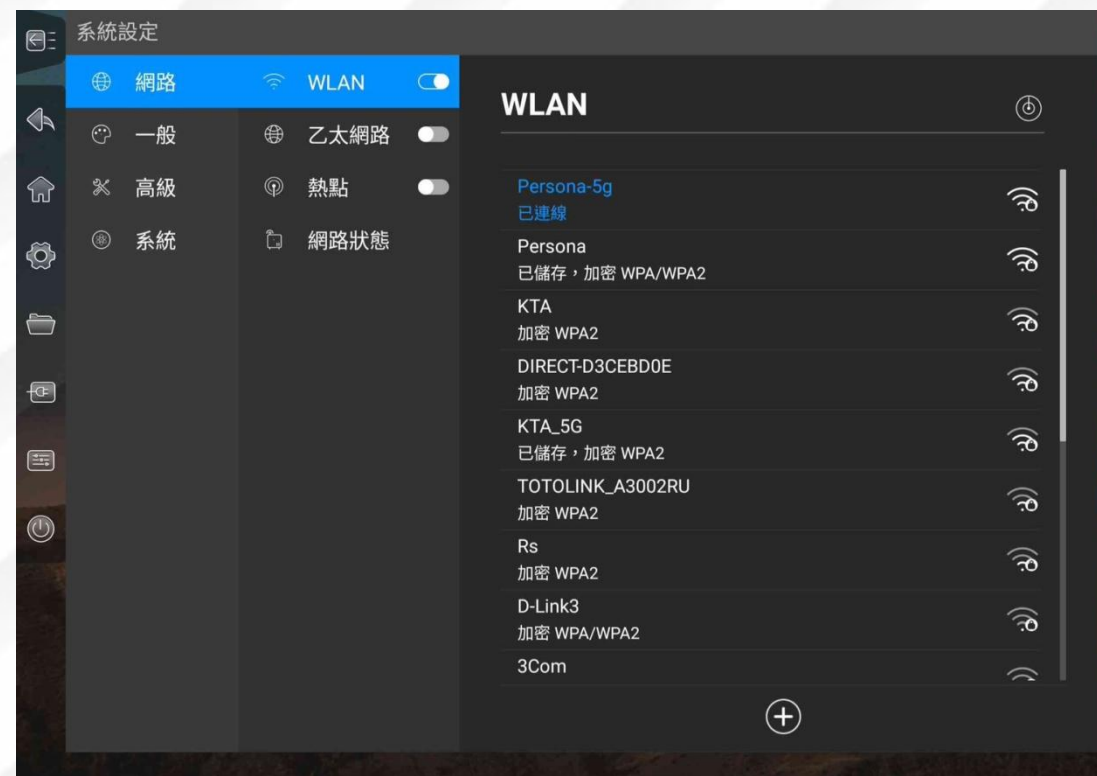 系統設定
網路
一般
高級
系統
WLAN
乙太網路
熱點
網路狀態
WLAN
Persona-5g
已連線
Persona
已儲存，加密 WPA/WPA2
KTA
加密 WPA2
DIRECT-D3CEBD0E
加密 WPA2
KTA_5G
已儲存，加密 WPA2
TOTOLINK_A3002RU
加密 WPA2
Rs
加密 WPA2
D-Link3
加密 WPA/WPA2
3Com